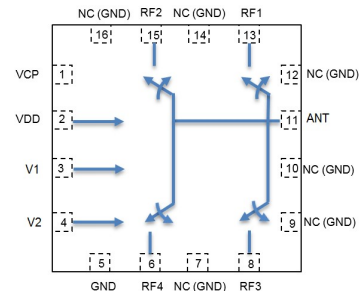 NC (GND) RF2 NC (GND) RF1
16 15 14 13
VCP 1 12 NC (GND)
VDD 2 11 ANT
V1 3 10 NC (GND)
V2 4 9 NC (GND)
5 6 7 8
GND RF4 NC (GND) RF3